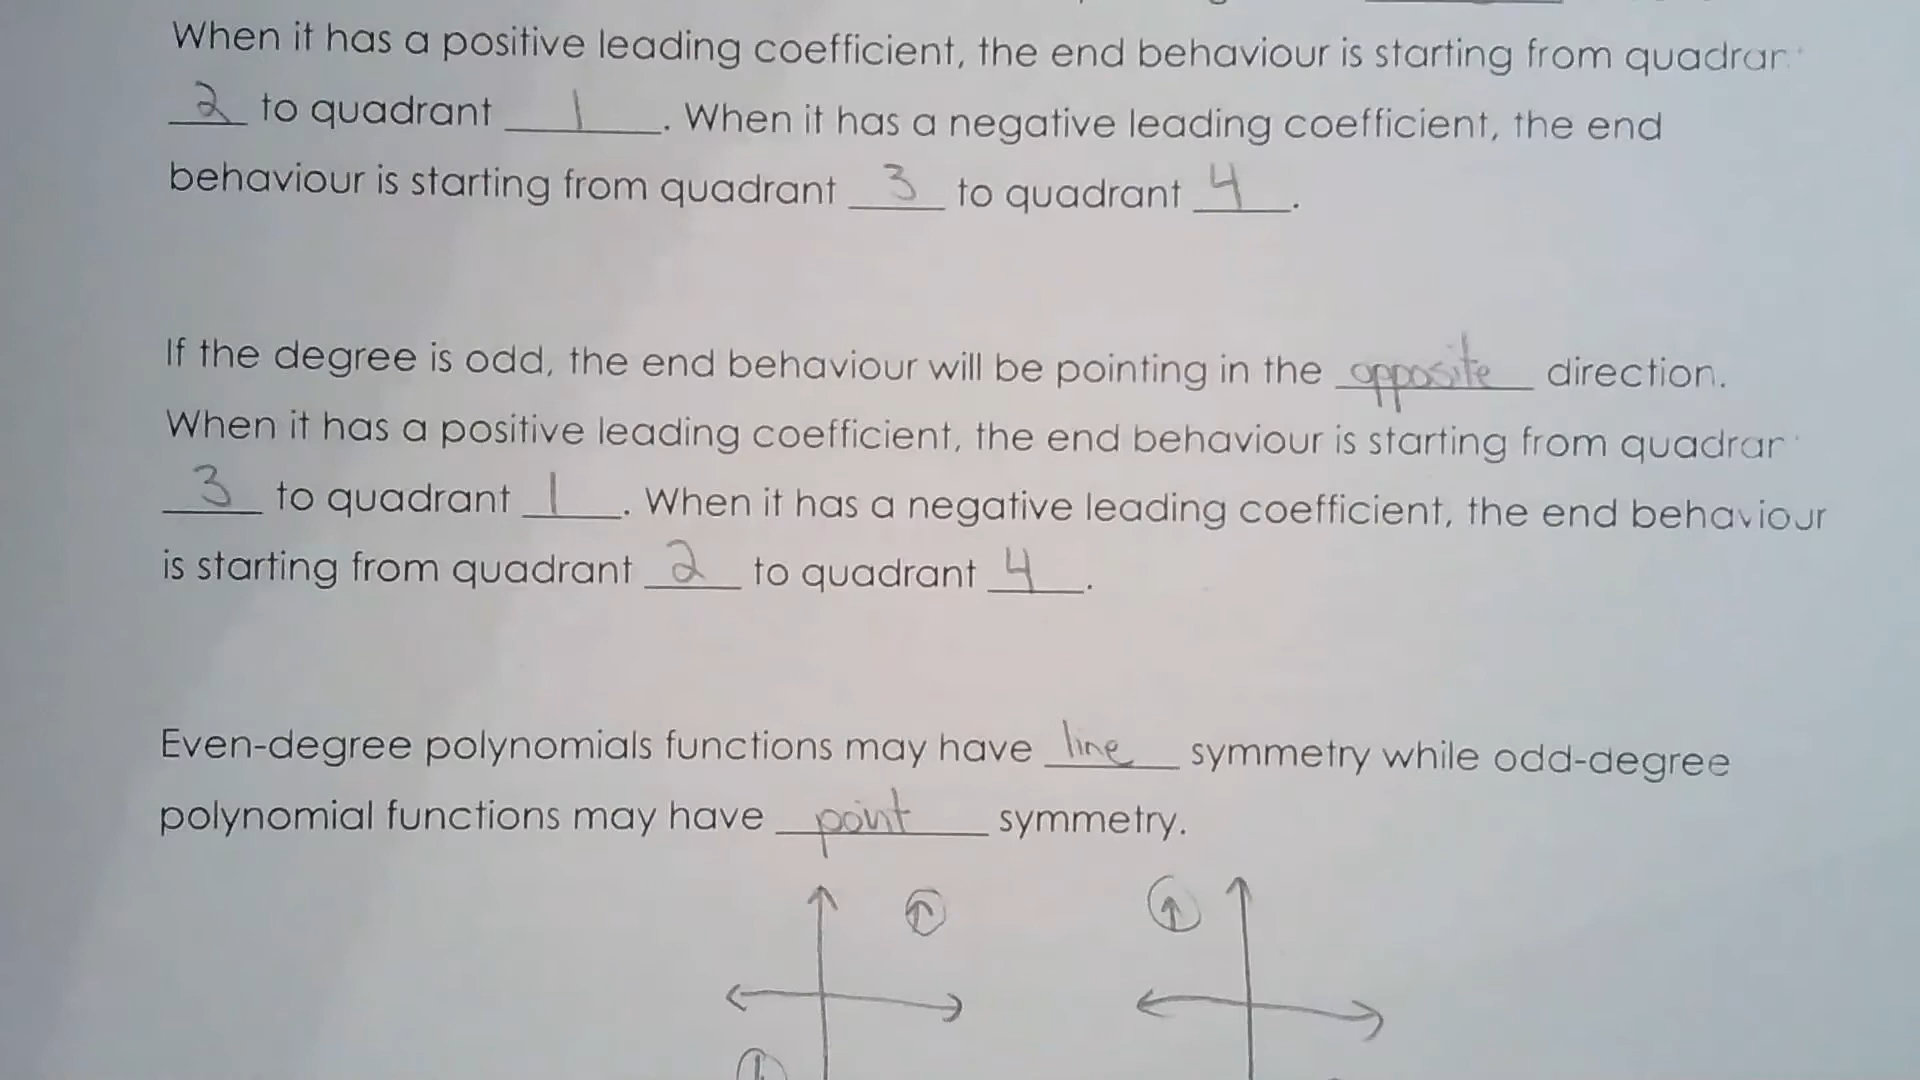 When it has a positive leading coefficient, the end behaviour is starting from
2 to quadrant 1. When it has a negative leading coefficient, the end
behaviour is starting from quadrant 3 to quadrant 4.
If the degree is odd, the end behaviour will be pointing in the opposite direction.
When it has a positive leading coefficient, the end behaviour is starting from
3 to quadrant 1. When it has a negative leading coefficient, the end behaviour
is starting from quadrant 2 to quadrant 4.
Even-degree polynomials functions may have line symmetry while odd-degree
polynomial functions may have point symmetry.